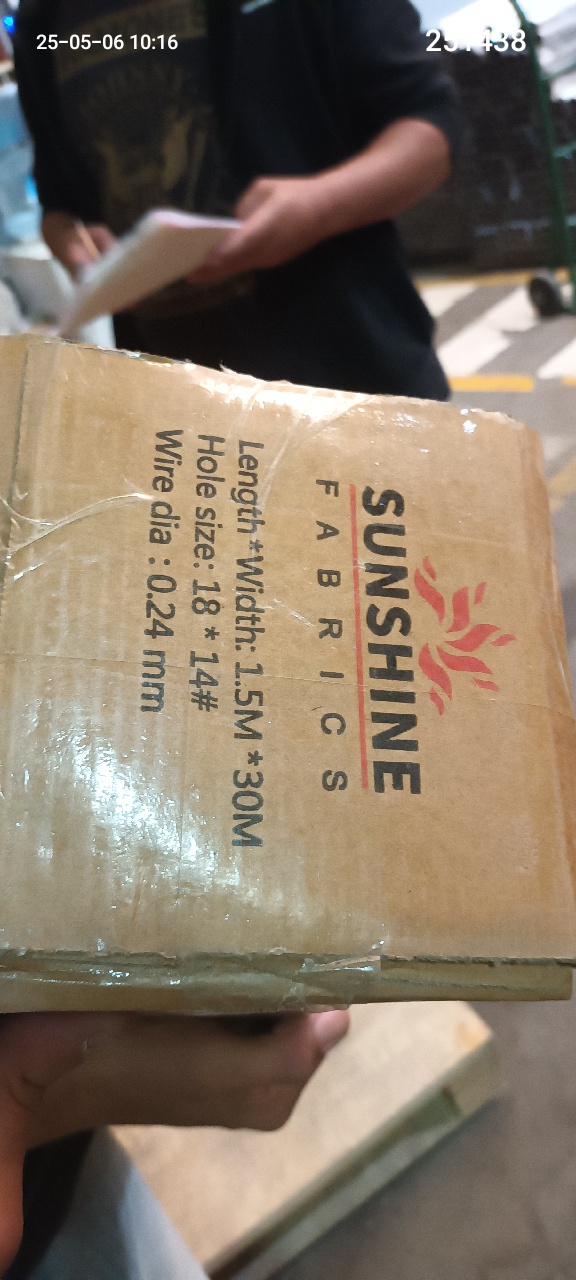 25-05-06 10:16
SUNSHINE
FABRICS
Length*Width: 1.5M *30M
Hole size: 18 * 14#
Wire dia : 0.24 mm